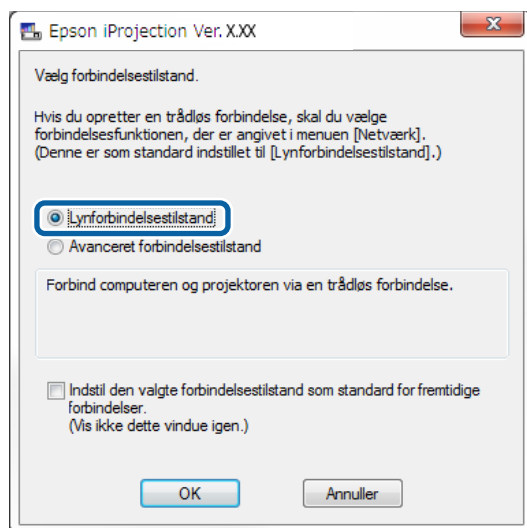 Epson iProjection Ver. X.XX
Vælg forbindelsestilstand.
Hvis du opretter en trådløs forbindelse, skal du vælge
forbindelsesfunktionen, der er angivet i menuen [Netværk].
(Denne er som standard indstillet til [Lynforbindelsestilstand].)
Lynforbindelsestilstand
Avanceret forbindelsestilstand
Forbind computeren og projektoren via en trådløs forbindelse.
Indstil den valgte forbindelsestilstand som standard for fremtidige
forbindelser.
(Vis ikke dette vindue igen.)
OK Annuller